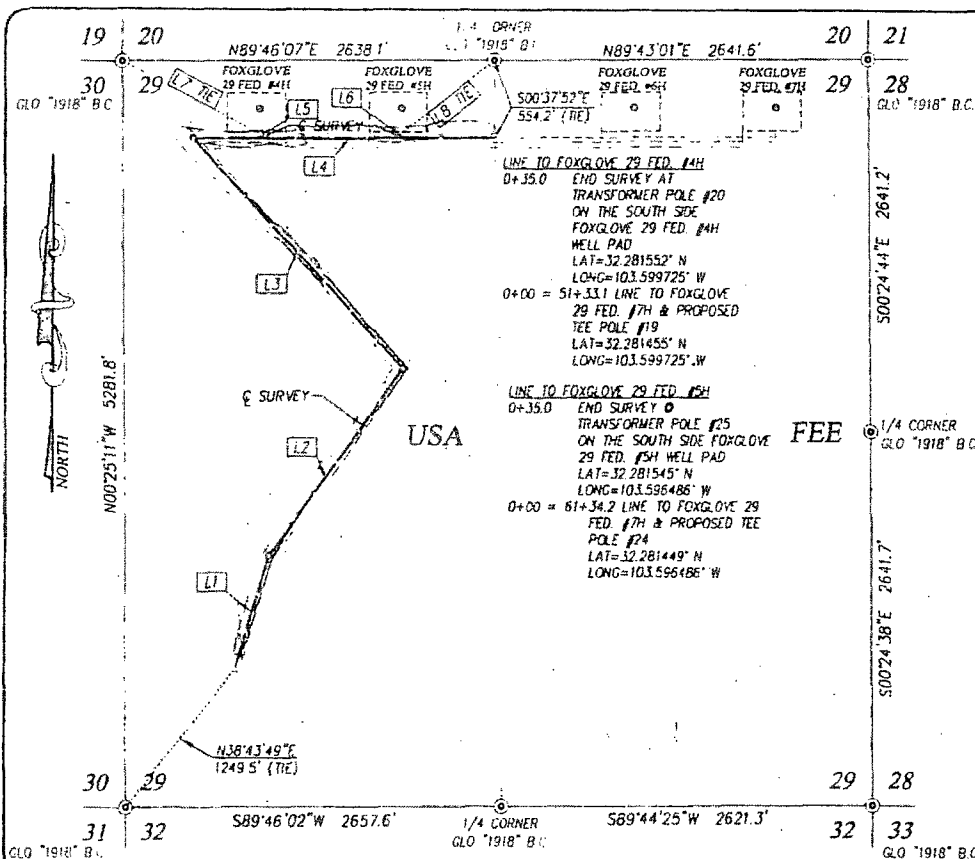 19 20
1/4 CORNER
GLO "1918" B.C.
N89°46'07"E 2638.1'
N89°43'01"E 2641.6'
20 21
30 29
29 28
GLO "1918" B.C.
GLO "1918" B.C.
FOXGLOVE
29 FED. #4H
FOXGLOVE
29 FED. #5H
FOXGLOVE
29 FED. #6H
FOXGLOVE
29 FED. #7H
L7 TIE
L5
L6
L8 TIE
S00°37'52"E
554.2' (TIE)
℄ SURVEY
L4
LINE TO FOXGLOVE 29 FED. #4H
0+35.0 END SURVEY AT
TRANSFORMER POLE #20
ON THE SOUTH SIDE
FOXGLOVE 29 FED. #4H
WELL PAD
LAT=32.281552° N
LONG=103.599725° W
0+00 = 51+33.1 LINE TO FOXGLOVE
29 FED. #7H & PROPOSED
TEE POLE #19
LAT=32.281455° N
LONG=103.599725° W
LINE TO FOXGLOVE 29 FED. #5H
0+35.0 END SURVEY @
TRANSFORMER POLE #25
ON THE SOUTH SIDE FOXGLOVE
29 FED. #5H WELL PAD
LAT=32.281545° N
LONG=103.596486° W
0+00 = 61+34.2 LINE TO FOXGLOVE 29
FED. #7H & PROPOSED TEE
POLE #24
LAT=32.281449° N
LONG=103.596486° W
L3
℄ SURVEY
L2
L1
USA
FEE
NORTH
N00°25'11"W 5281.8'
S00°24'44"E 2641.2'
1/4 CORNER
GLO "1918" B.C.
S00°24'38"E 2641.7'
N38°43'49"E
1249.5' (TIE)
30 29
29 28
S89°46'02"W 2657.6'
S89°44'25"W 2621.3'
31 32
1/4 CORNER
GLO "1918" B.C.
32 33
GLO "1918" B.C.
GLO "1918" B.C.